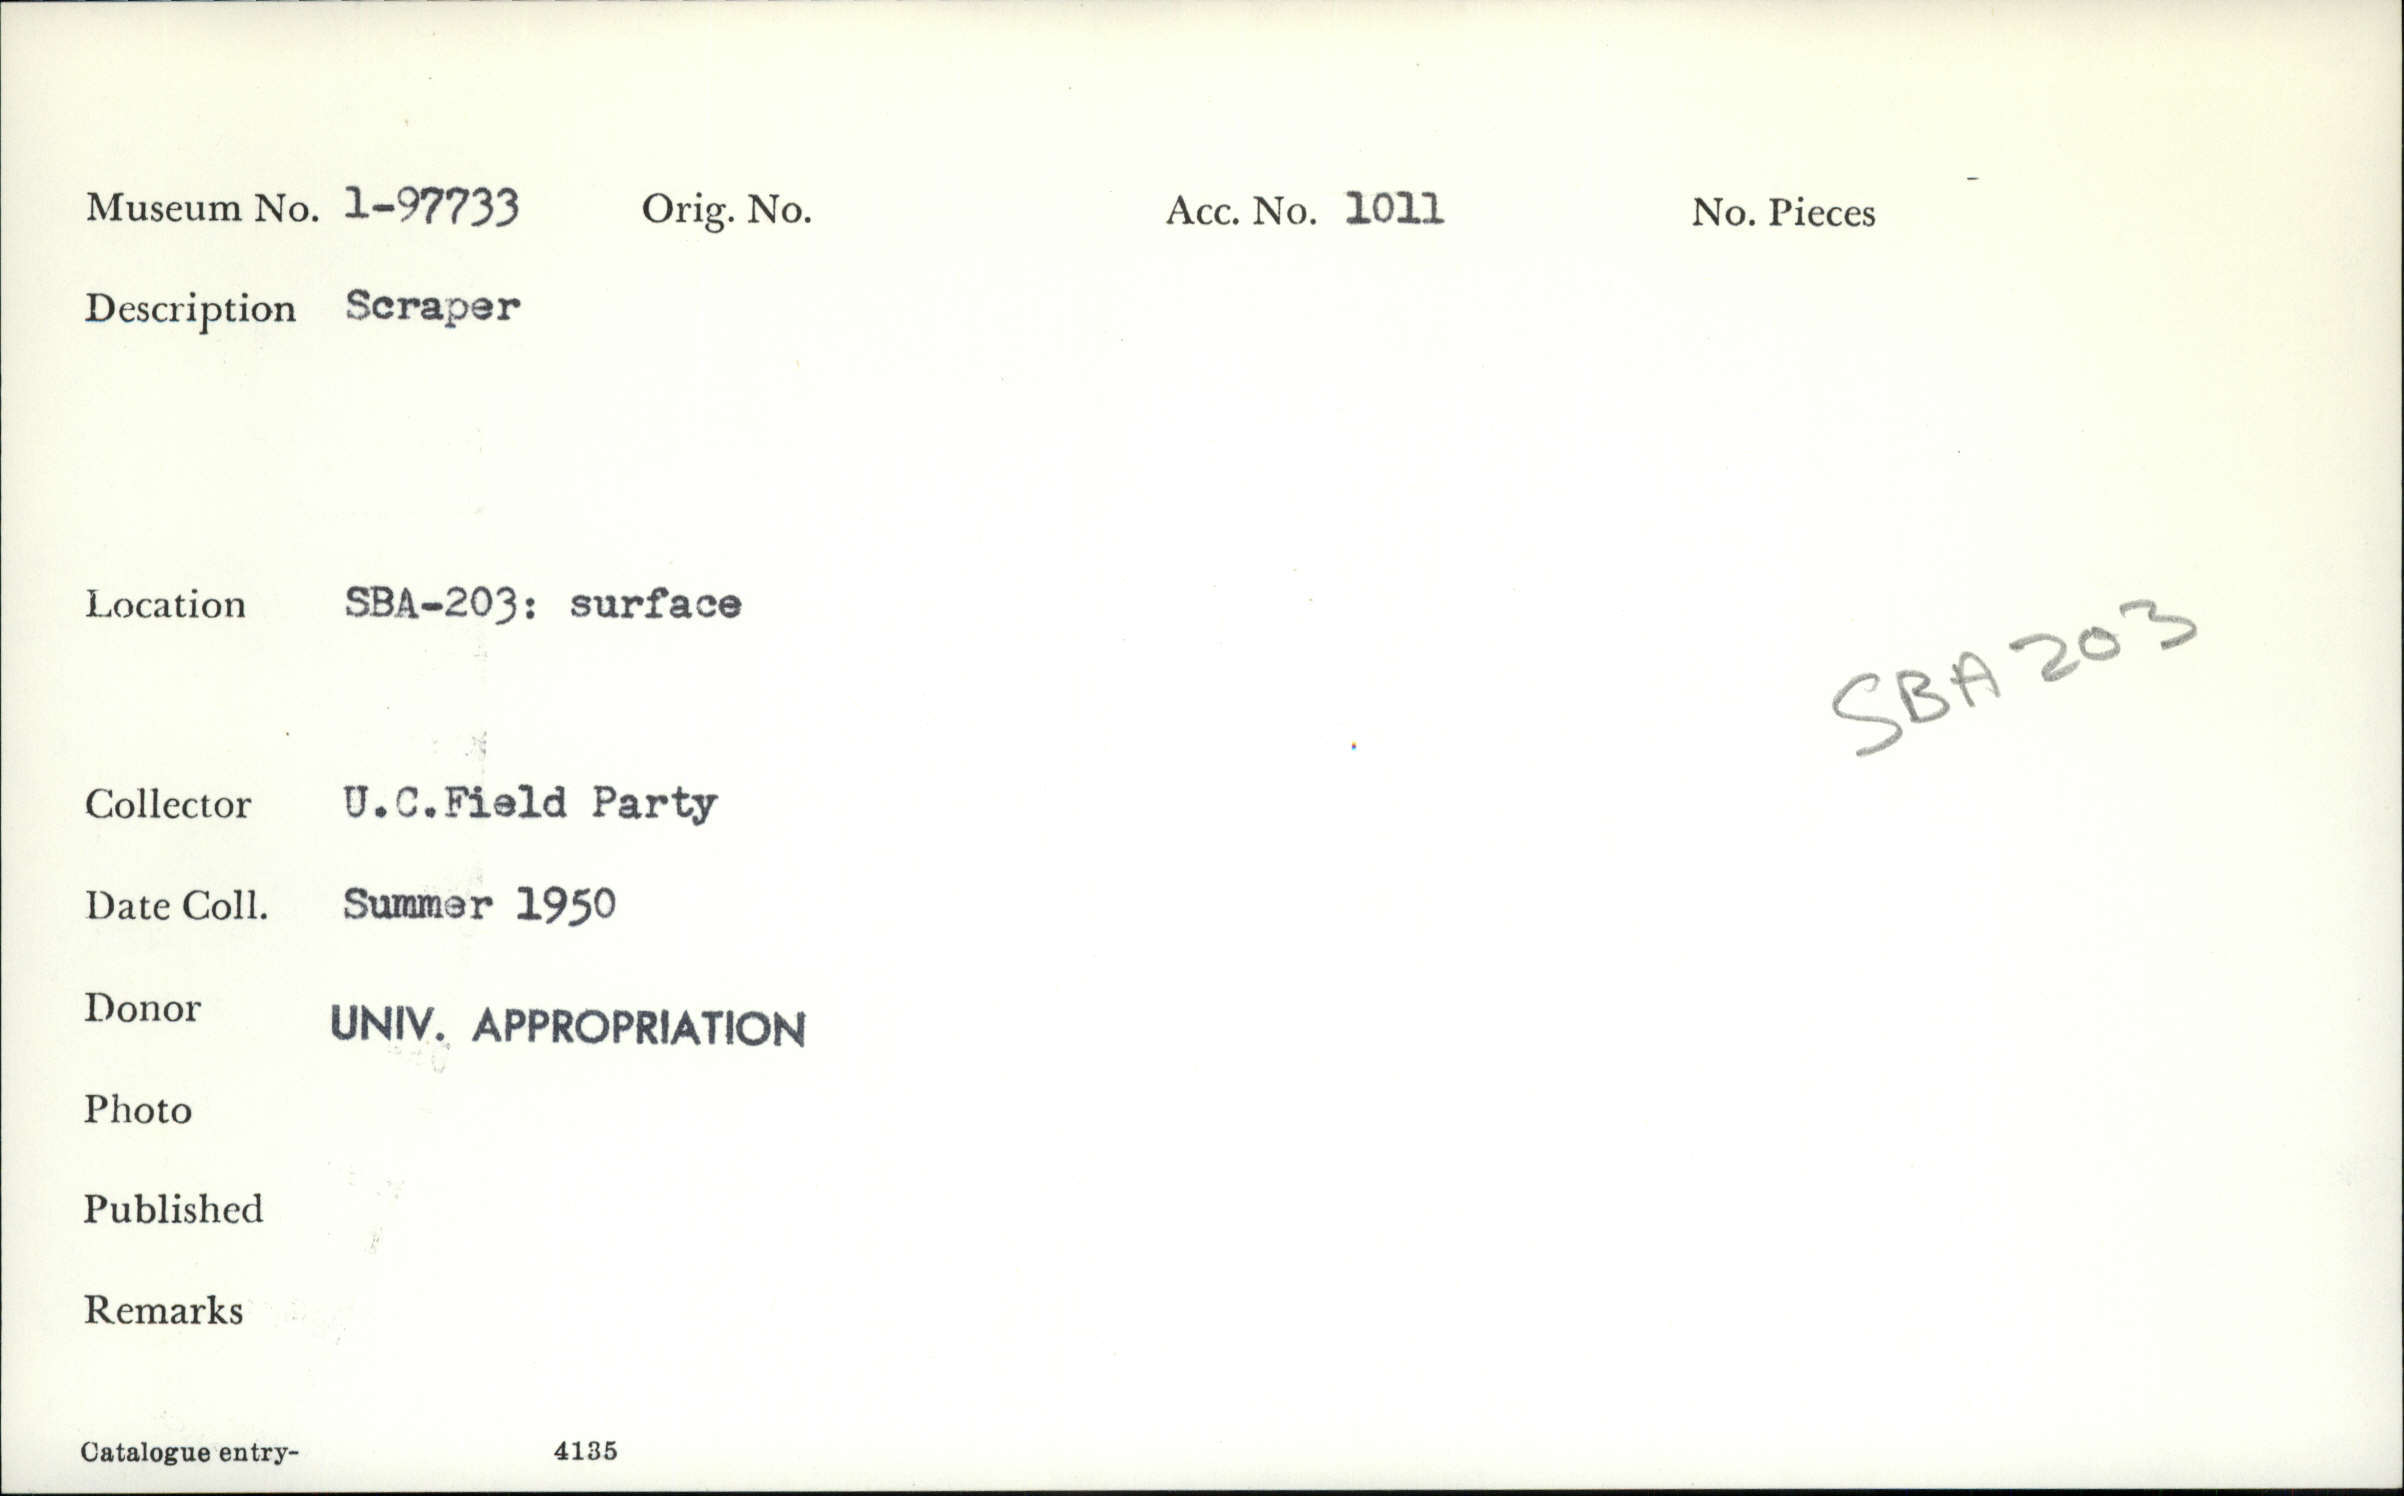 Museum No. 1-97733 Orig. No. Acc. No. 1011 No. Pieces
Description Scraper
Location SBA-203: surface
SBA 203
Collector U.C.Field Party
Date Coll. Summer 1950
Donor UNIV. APPROPRIATION
Photo
Published
Remarks
Catalogue entry- 4135